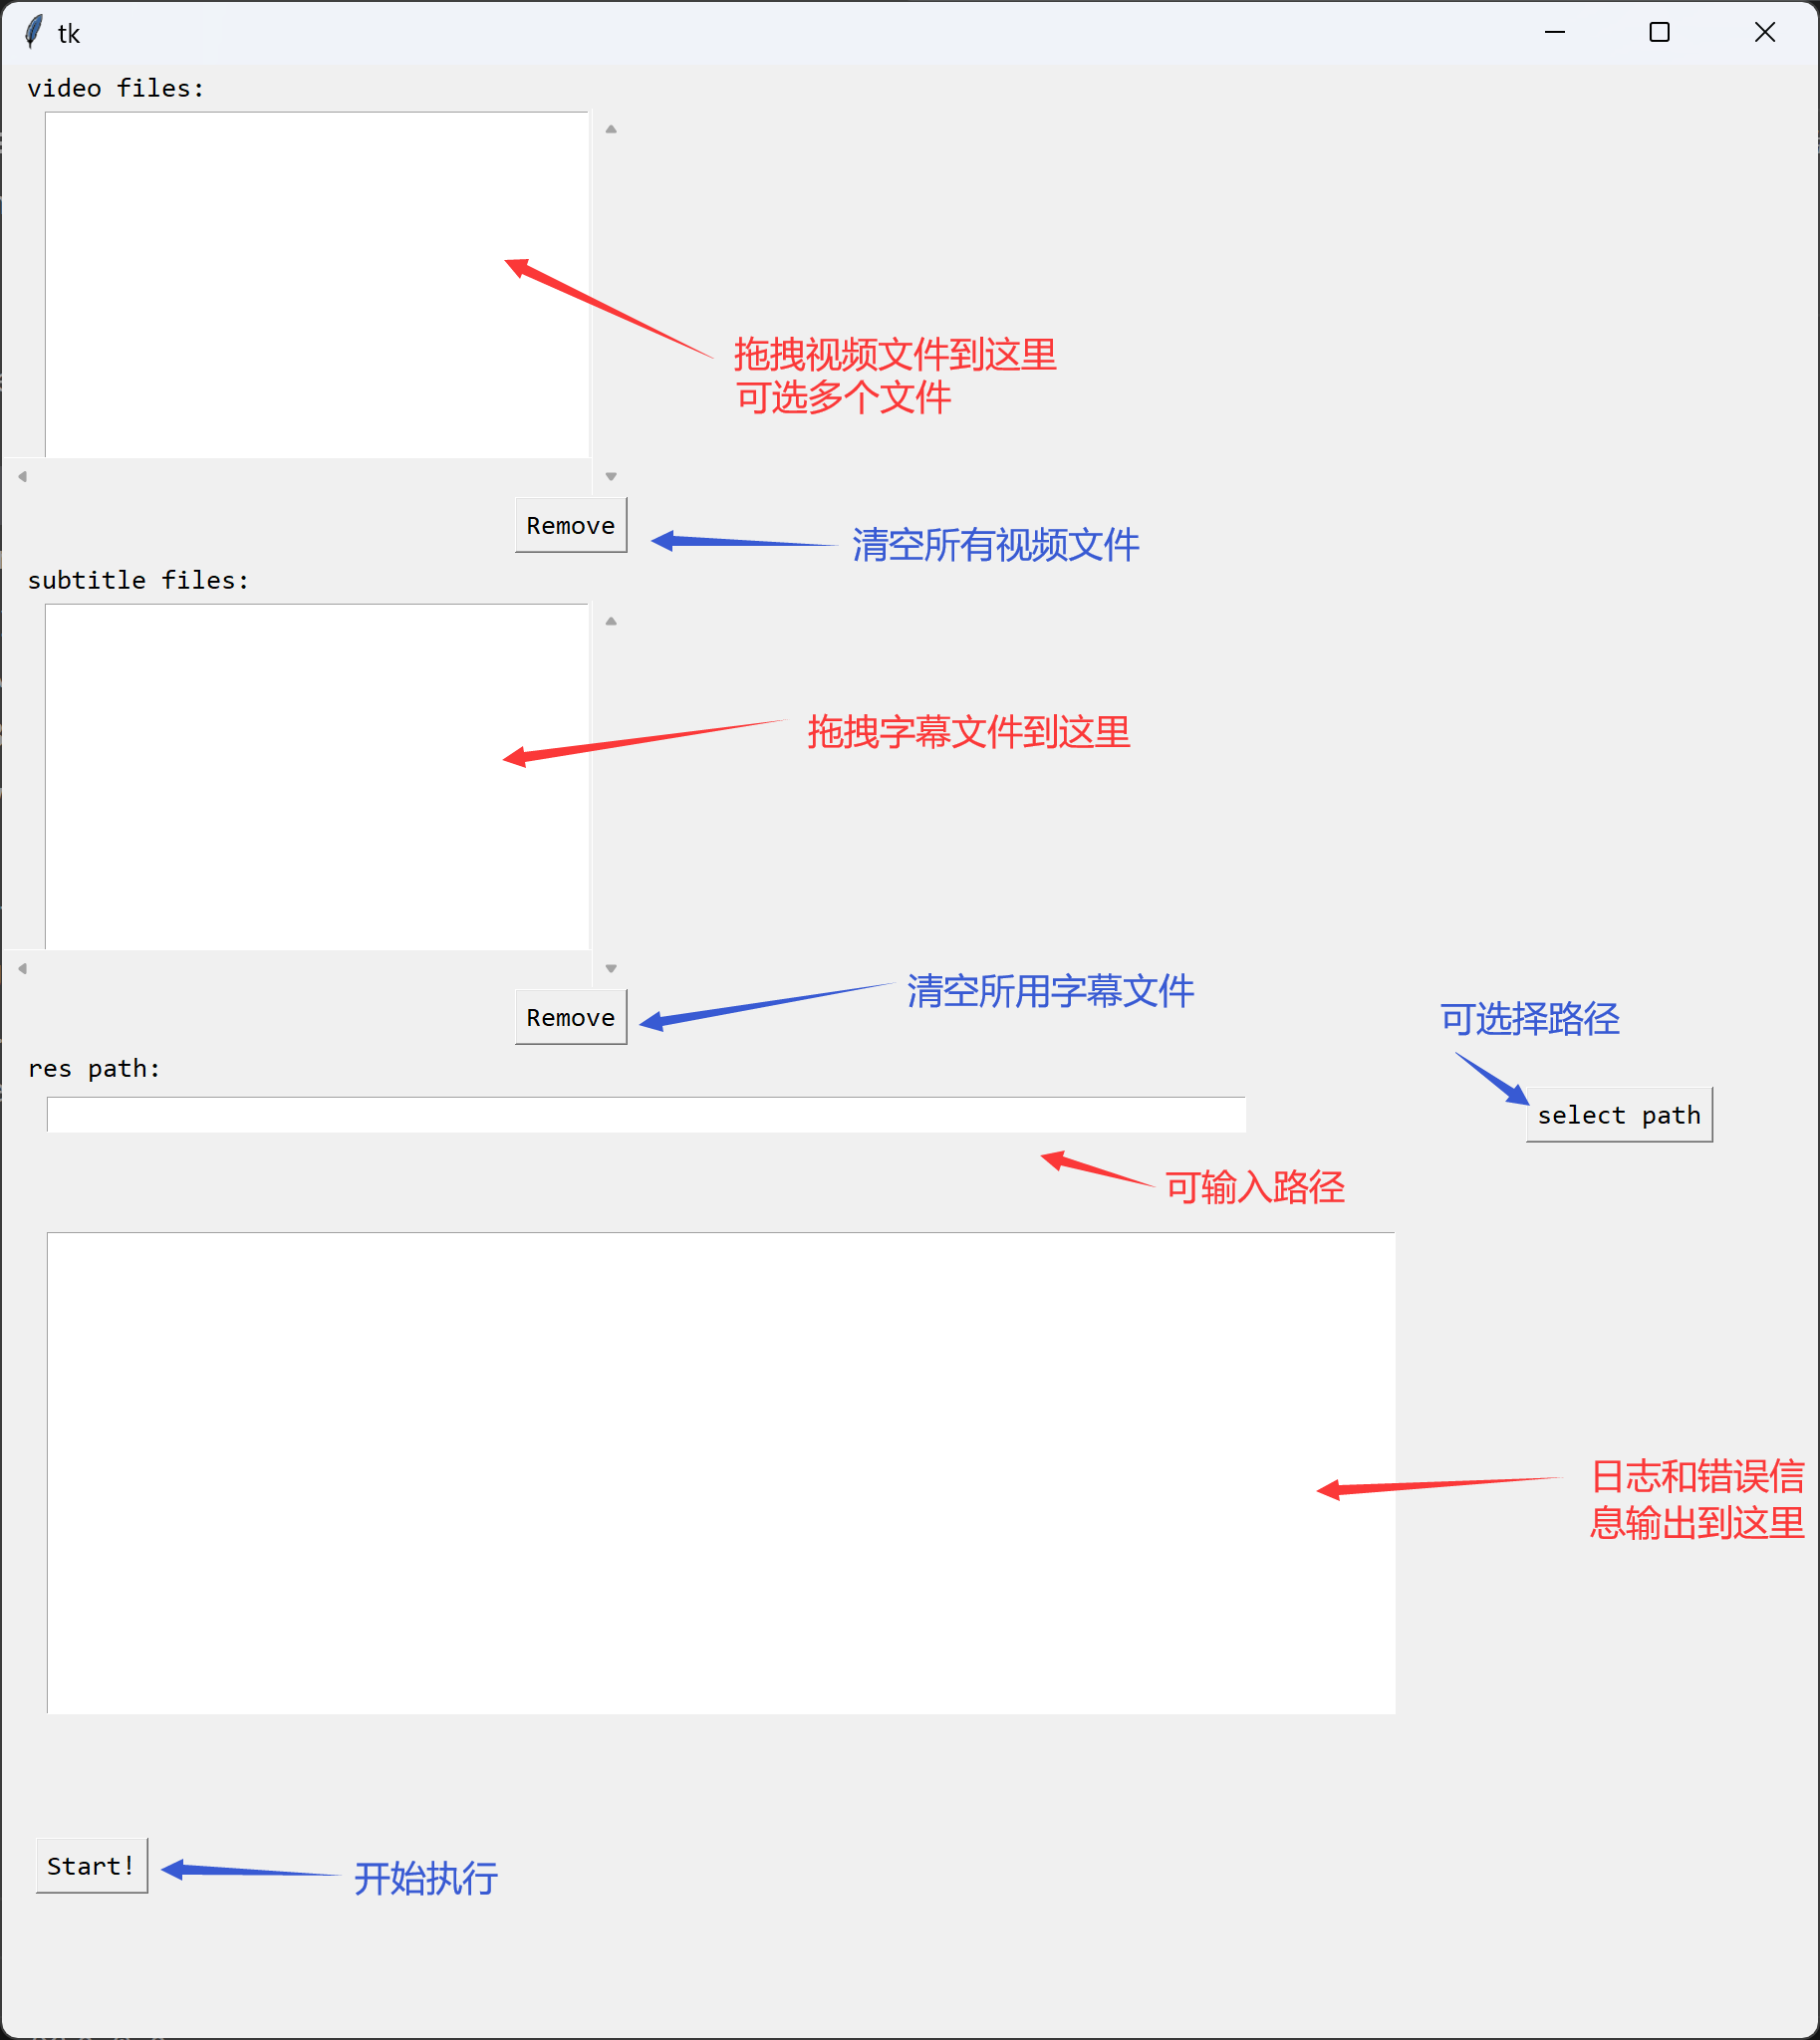 tk
video files:
拖拽视频文件到这里
可选多个文件
Remove
清空所有视频文件
subtitle files:
拖拽字幕文件到这里
Remove
清空所用字幕文件
可选择路径
res path:
select path
可输入路径
日志和错误信
息输出到这里
Start!
开始执行